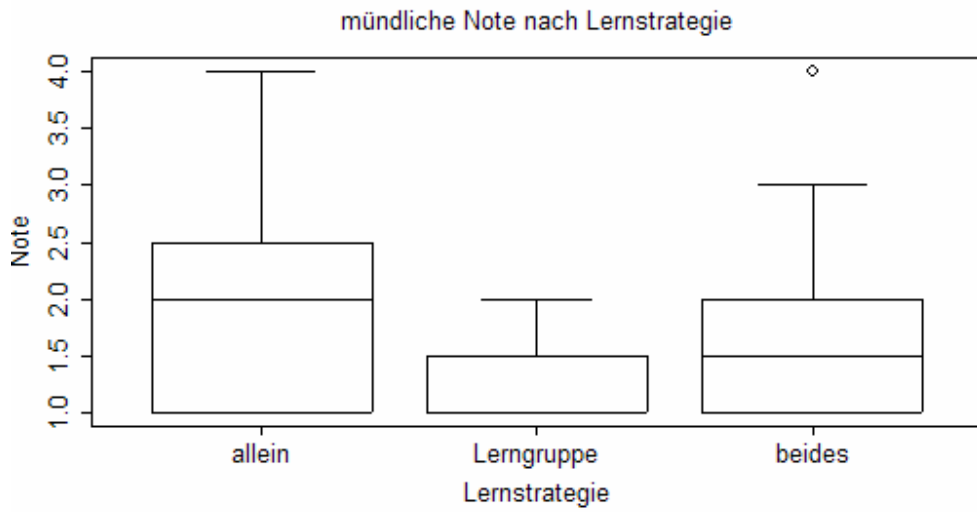 mündliche Note nach Lernstrategie
4.0
3.5
3.0
2.5
2.0
1.5
1.0
Note
allein Lerngruppe beides
Lernstrategie